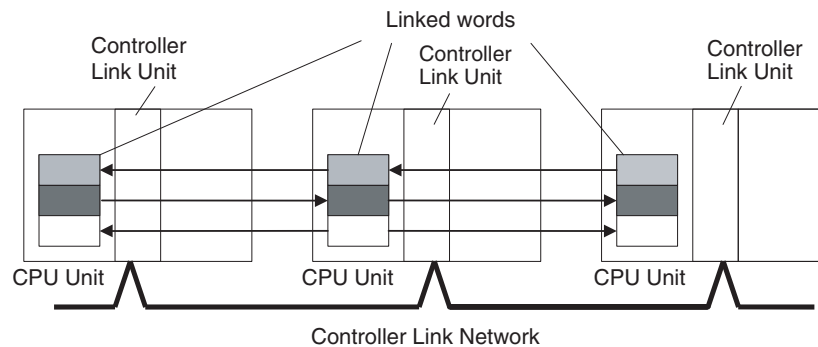 Linked words
Controller
Link Unit
Controller
Link Unit
Controller
Link Unit
CPU Unit
CPU Unit
CPU Unit
Controller Link Network